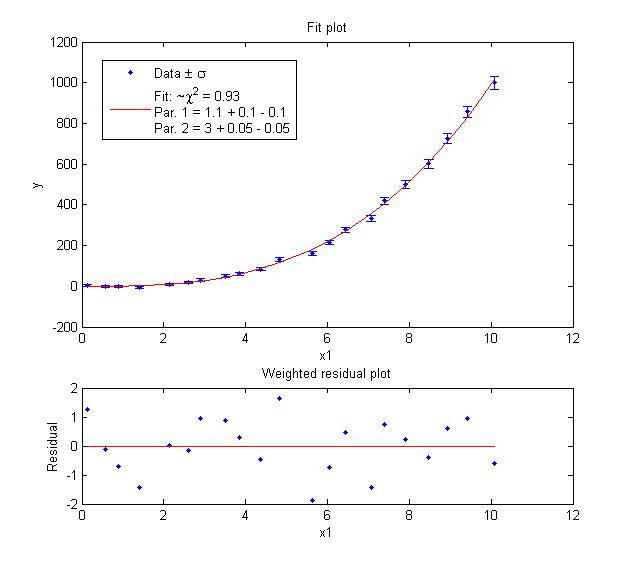 Fit plot
1200
1000
800
600
400
200
0
-200
y
Data ± σ
Fit: ~χ² = 0.93
Par. 1 = 1.1 + 0.1 - 0.1
Par. 2 = 3 + 0.05 - 0.05
0 2 4 6 8 10 12
x1
Weighted residual plot
2
1
0
-1
-2
Residual
0 2 4 6 8 10 12
x1